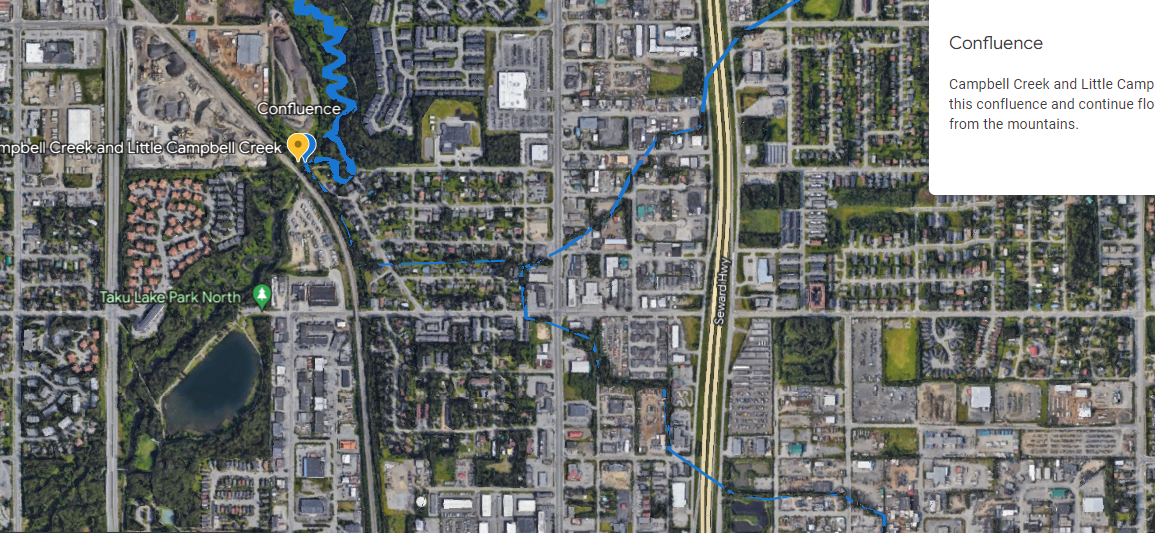 Confluence
mpbell Creek and Little Campbell Creek
Taku Lake Park North
Seward Hwy
Confluence
Campbell Creek and Little Camp
this confluence and continue flo
from the mountains.